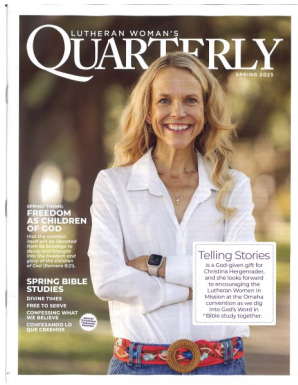 LUTHERAN WOMAN'S
QUARTERLY
SPRING 2025
SPRING THEME:
FREEDOM
AS CHILDREN
OF GOD
that the creation
itself will be liberated
from its bondage to
decay and brought
into the freedom and
glory of the children
of God (Romans 8:21).
SPRING BIBLE
STUDIES
DIVINE TIMES
FREE TO SERVE
CONFESSING WHAT
WE BELIEVE
CONFESANDO LO
QUE CREEMOS
Telling Stories
is a God-given gift for
Christina Hergenrader,
and she looks forward
to encouraging the
Lutheran Women in
Mission at the Omaha
convention as we dig
into God's Word in
Bible study together.